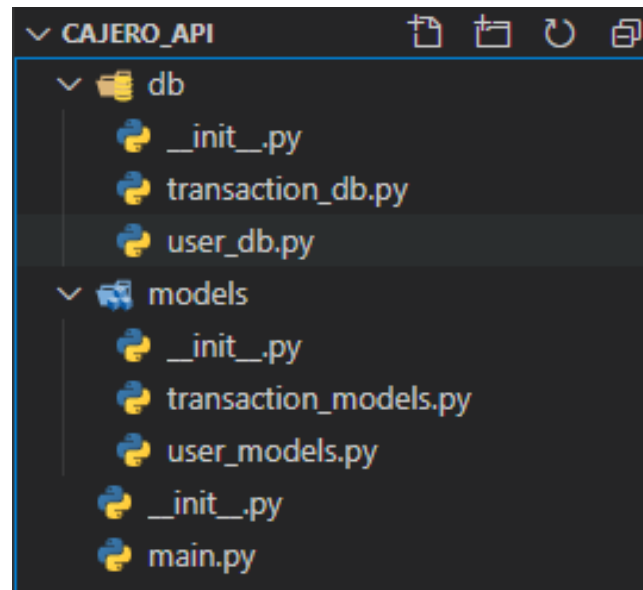 CAJERO_API
db
__init__.py
transaction_db.py
user_db.py
models
__init__.py
transaction_models.py
user_models.py
__init__.py
main.py